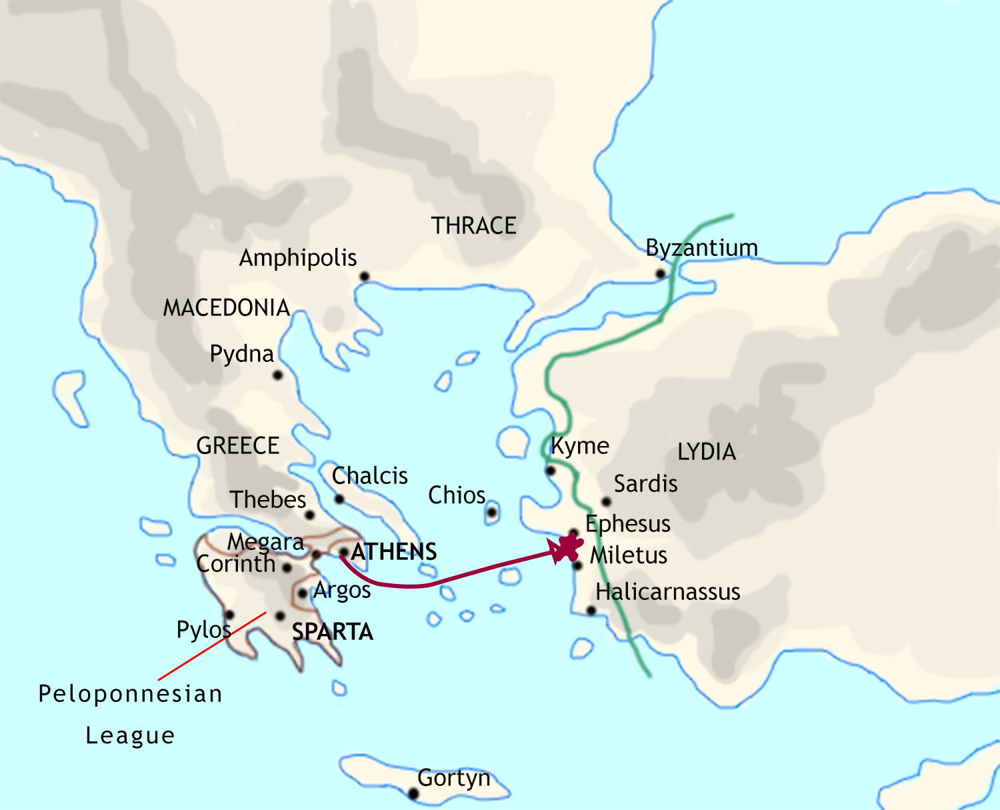 THRACE
Byzantium
Amphipolis
MACEDONIA
Pydna
GREECE
Kyme
LYDIA
Chalcis
Sardis
Chios
Thebes
Ephesus
Megara
ATHENS
Miletus
Corinth
Argos
Halicarnassus
Pylos
SPARTA
Peloponnesian
League
Gortyn